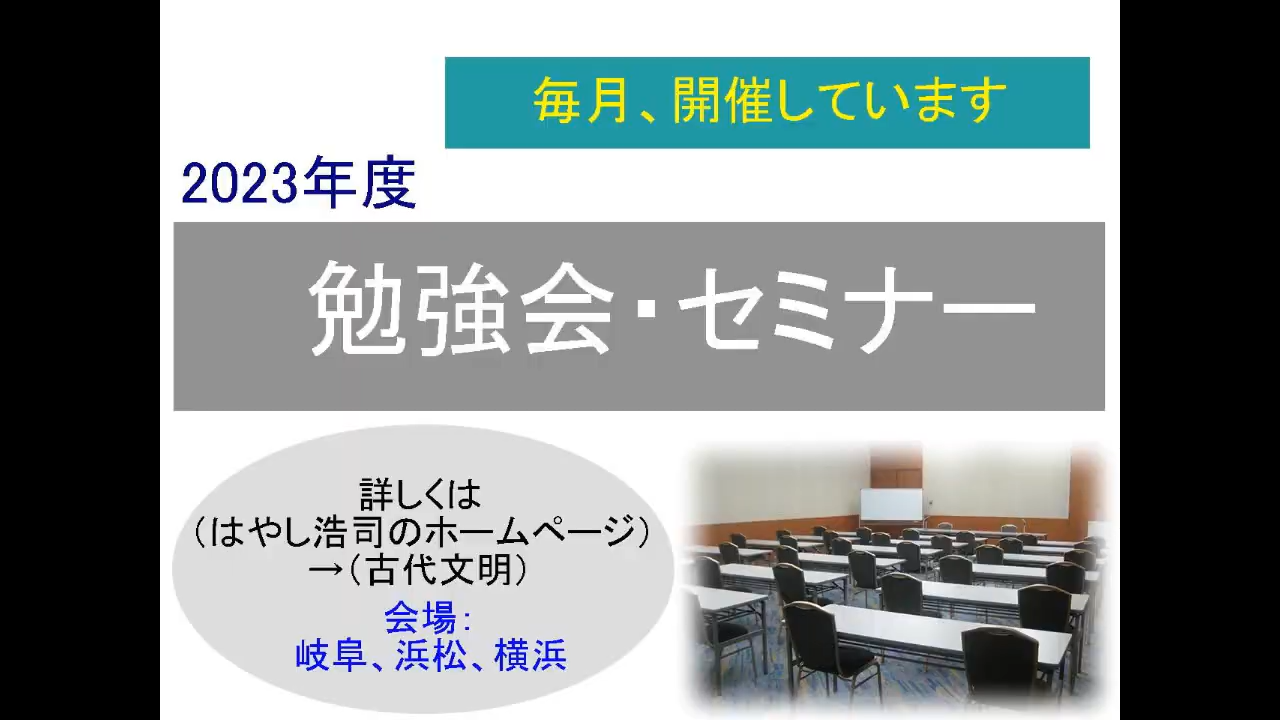 毎月、開催しています
2023年度
勉強会・セミナー
詳しくは
（はやし浩司のホームページ）
→（古代文明）
会場：
岐阜、浜松、横浜